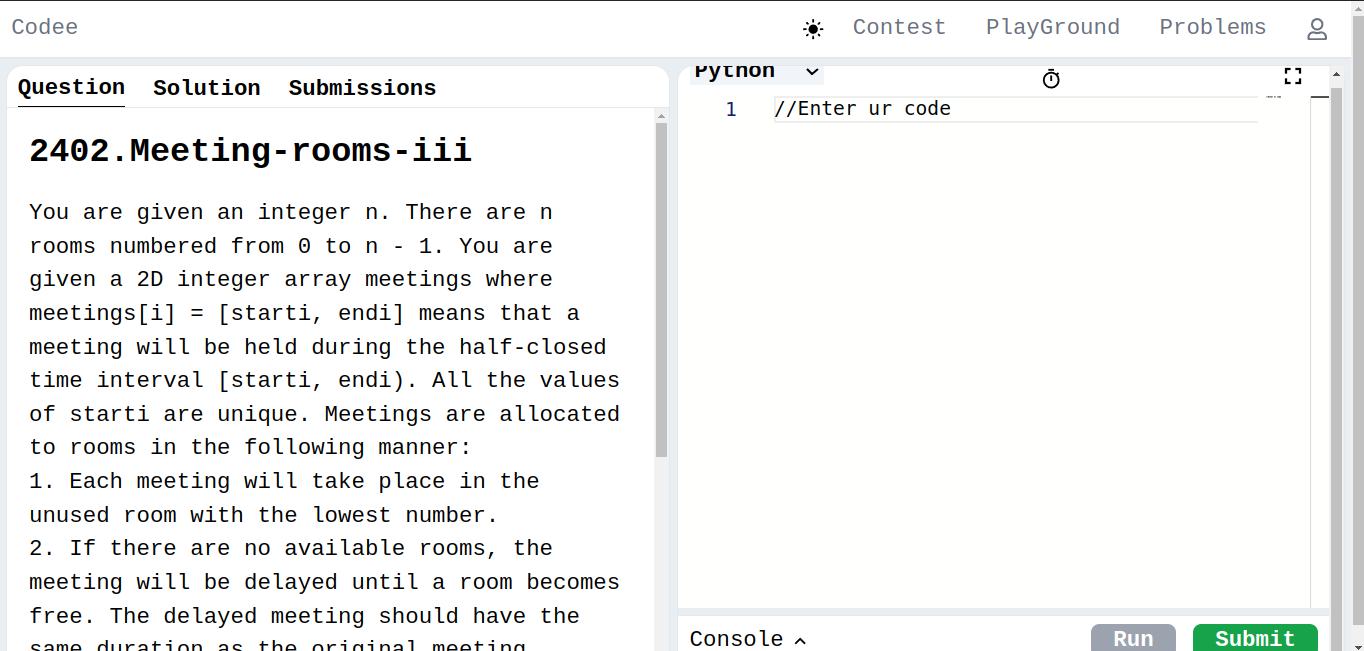 Codee
Contest
PlayGround
Problems
Question
Solution
Submissions
2402.Meeting-rooms-iii
You are given an integer n. There are n
rooms numbered from 0 to n - 1. You are
given a 2D integer array meetings where
meetings[i] = [starti, endi] means that a
meeting will be held during the half-closed
time interval [starti, endi). All the values
of starti are unique. Meetings are allocated
to rooms in the following manner:
1. Each meeting will take place in the
unused room with the lowest number.
2. If there are no available rooms, the
meeting will be delayed until a room becomes
free. The delayed meeting should have the
same duration as the original meeting.
Python
1
//Enter ur code
Console
Run
Submit